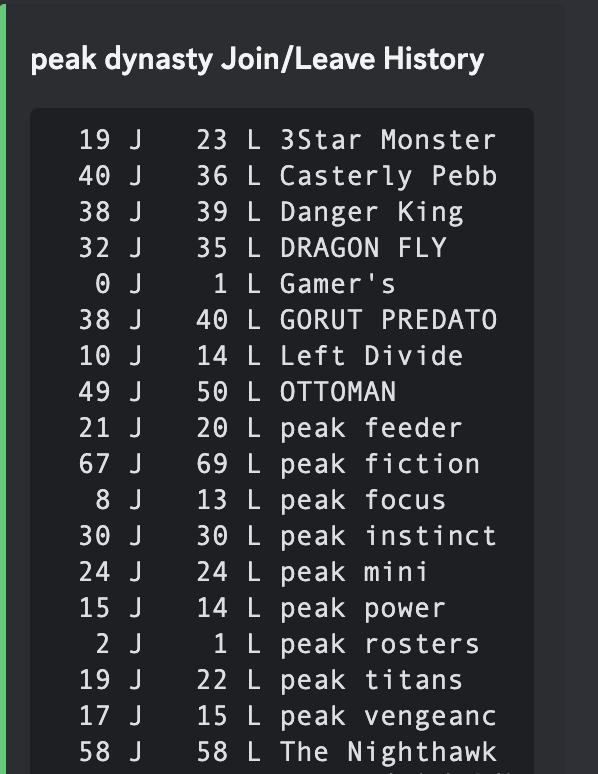 peak dynasty Join/Leave History
19 J 23 L 3Star Monster
40 J 36 L Casterly Pebb
38 J 39 L Danger King
32 J 35 L DRAGON FLY
0 J 1 L Gamer's
38 J 40 L GORUT PREDATO
10 J 14 L Left Divide
49 J 50 L OTTOMAN
21 J 20 L peak feeder
67 J 69 L peak fiction
8 J 13 L peak focus
30 J 30 L peak instinct
24 J 24 L peak mini
15 J 14 L peak power
2 J 1 L peak rosters
19 J 22 L peak titans
17 J 15 L peak vengeanc
58 J 58 L The Nighthawk